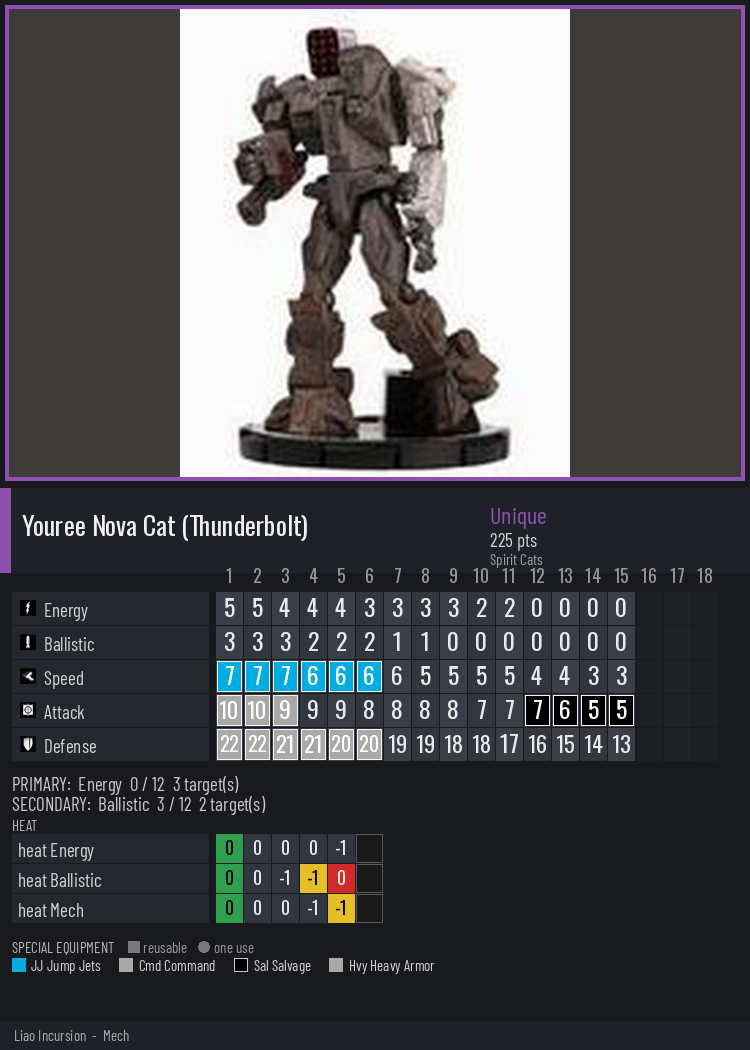 Youree Nova Cat (Thunderbolt)
Unique
225 pts
Spirit Cats
1 2 3 4 5 6 7 8 9 10 11 12 13 14 15 16 17 18
Energy 5 5 4 4 4 3 3 3 3 2 2 0 0 0 0
Ballistic 3 3 3 2 2 2 1 1 0 0 0 0 0 0 0
Speed 7 7 7 6 6 6 6 5 5 5 5 4 4 3 3
Attack 10 10 9 9 9 8 8 8 8 7 7 7 6 5 5
Defense 22 22 21 21 20 20 19 19 18 18 17 16 15 14 13
PRIMARY: Energy 0 / 12 3 target(s)
SECONDARY: Ballistic 3 / 12 2 target(s)
HEAT
heat Energy 0 0 0 0 -1
heat Ballistic 0 0 -1 -1 0
heat Mech 0 0 0 -1 -1
SPECIAL EQUIPMENT reusable one use
JJ Jump Jets Cmd Command Sal Salvage Hvy Heavy Armor
Liao Incursion - Mech